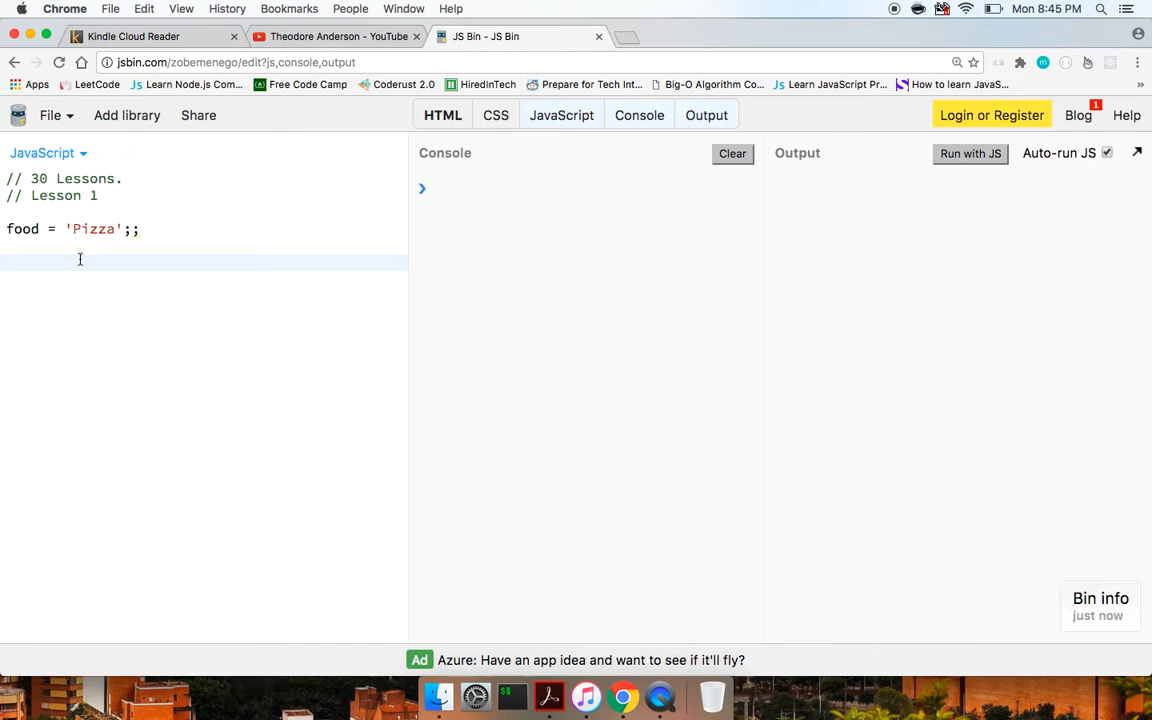 Chrome File Edit View History Bookmarks People Window Help Mon 8:45 PM
Kindle Cloud Reader Theodore Anderson - YouTube JS Bin - JS Bin
jsbin.com/zobemenego/edit?js,console,output
Apps LeetCode Js Learn Node.js Com... Free Code Camp Coderust 2.0 HiredInTech Prepare for Tech Int... Big-O Algorithm Co... Js Learn JavaScript Pr... How to learn JavaS... »
File Add library Share HTML CSS JavaScript Console Output Login or Register Blog 1 Help
JavaScript Console Clear Output Run with JS Auto-run JS
// 30 Lessons.
// Lesson 1
food = 'Pizza';;
Bin info
just now
Ad Azure: Have an app idea and want to see if it'll fly?